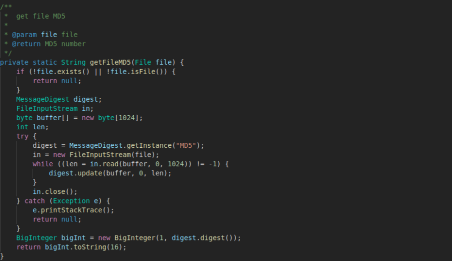 /**
 *  get file MD5
 *
 * @param file file
 * @return MD5 number
 */
private static String getFileMD5(File file) {
    if (!file.exists() || !file.isFile()) {
        return null;
    }
    MessageDigest digest;
    FileInputStream in;
    byte buffer[] = new byte[1024];
    int len;
    try {
        digest = MessageDigest.getInstance("MD5");
        in = new FileInputStream(file);
        while ((len = in.read(buffer, 0, 1024)) != -1) {
            digest.update(buffer, 0, len);
        }
        in.close();
    } catch (Exception e) {
        e.printStackTrace();
        return null;
    }
    BigInteger bigInt = new BigInteger(1, digest.digest());
    return bigInt.toString(16);
}